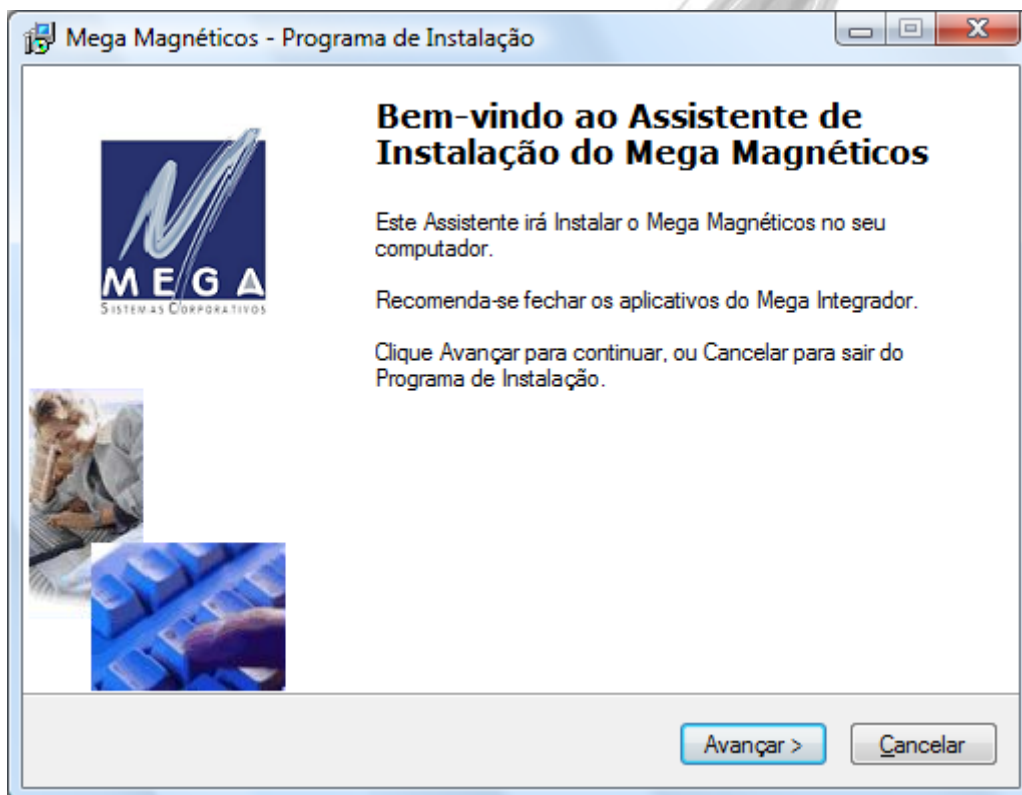 Mega Magnéticos - Programa de Instalação
Bem-vindo ao Assistente de
Instalação do Mega Magnéticos
Este Assistente irá Instalar o Mega Magnéticos no seu
computador.
Recomenda-se fechar os aplicativos do Mega Integrador.
Clique Avançar para continuar, ou Cancelar para sair do
Programa de Instalação.
MEGA
SISTEMAS CORPORATIVOS
Avançar >
Cancelar